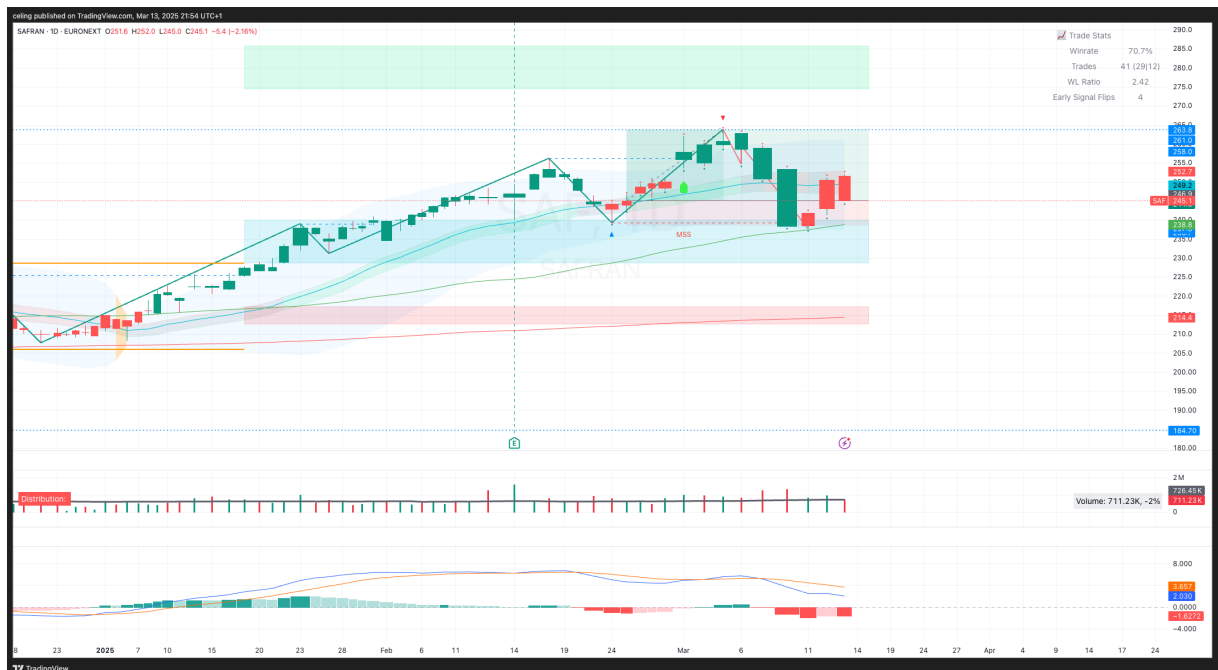 celing published on TradingView.com, Mar 13, 2025 21:54 UTC+1
SAFRAN · 1D · EURONEXT O251.6 H252.0 L245.0 C245.1 −5.4 (−2.16%)
Trade Stats
Winrate 70.7%
Trades 41 (29|12)
WL Ratio 2.42
Early Signal Flips 4
290.0
285.0
280.0
275.0
270.0
263.8
261.0
258.0
255.0
252.7
249.2
246.9
SAF 245.1
240.0
238.8
235.0
230.0
225.0
220.0
214.4
210.0
205.0
200.00
195.00
190.00
184.70
180.00
SAFRAN
MSS
E
Distribution:
2M
726.45K
711.23K
Volume: 711.23K, -2%
0
8.000
3.657
2.030
0.0000
−1.6272
−4.000
8 23 2025 7 10 15 20 23 28 Feb 6 11 14 19 24 Mar 6 11 14 19 24 27 Apr 4 9 14 17 24
TradingView